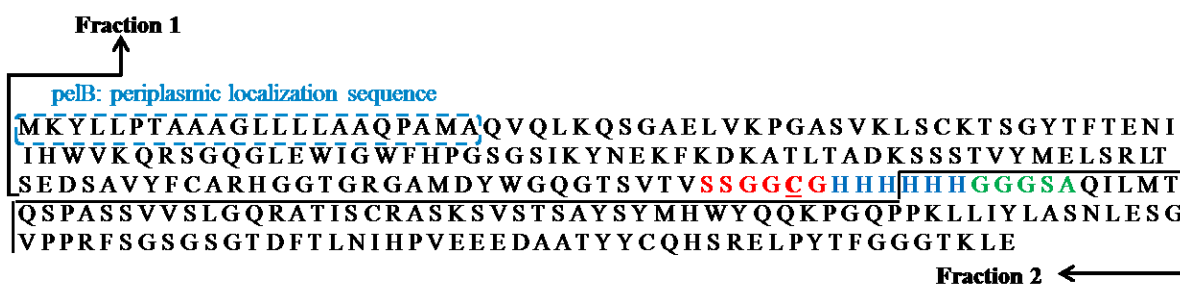 Fraction 1
pelB: periplasmic localization sequence
MKYLLPTAAAGLLLLAAQPAMAQVQLKQSGAELVKPGASVKLSCKTSGYTFTENI
IHWVKQRSGQGLEWIGWFHPGSGSIKYNEKFKDKATLTADKSSSTVYMELSRLT
SEDSAVYFCARHGGTGRGAMDYWGQGTSVTVSSGGCGHHHHHHGGGSAQILMT
QSPASSVVSLGQRATISCRASKSVSTSAYSYMHWYQQKPGQPPKLLIYLASNLESG
VPPRFSGSGSGTDFTLNIHPVEEEDAATYYCQHSRELPYTFGGGTKLE
Fraction 2